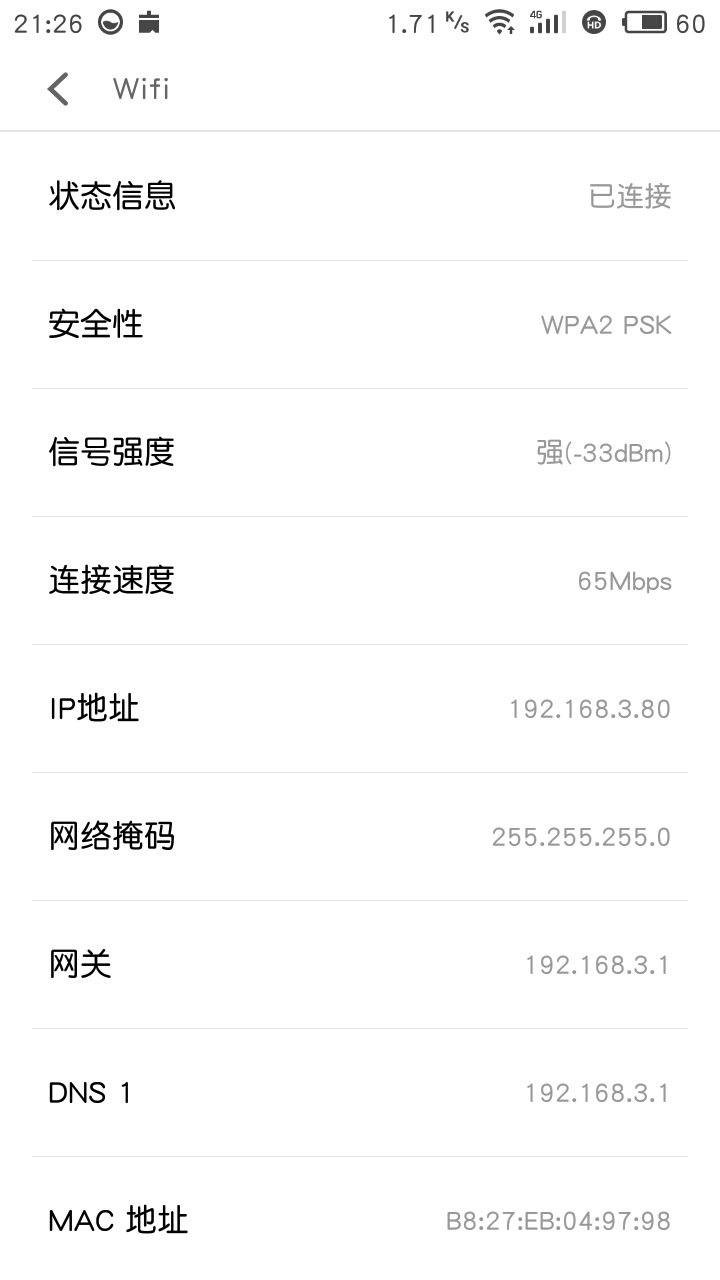 21:26 1.71 K/s 4G HD 60
Wifi
状态信息 已连接
安全性 WPA2 PSK
信号强度 强(-33dBm)
连接速度 65Mbps
IP地址 192.168.3.80
网络掩码 255.255.255.0
网关 192.168.3.1
DNS 1 192.168.3.1
MAC 地址 B8:27:EB:04:97:98